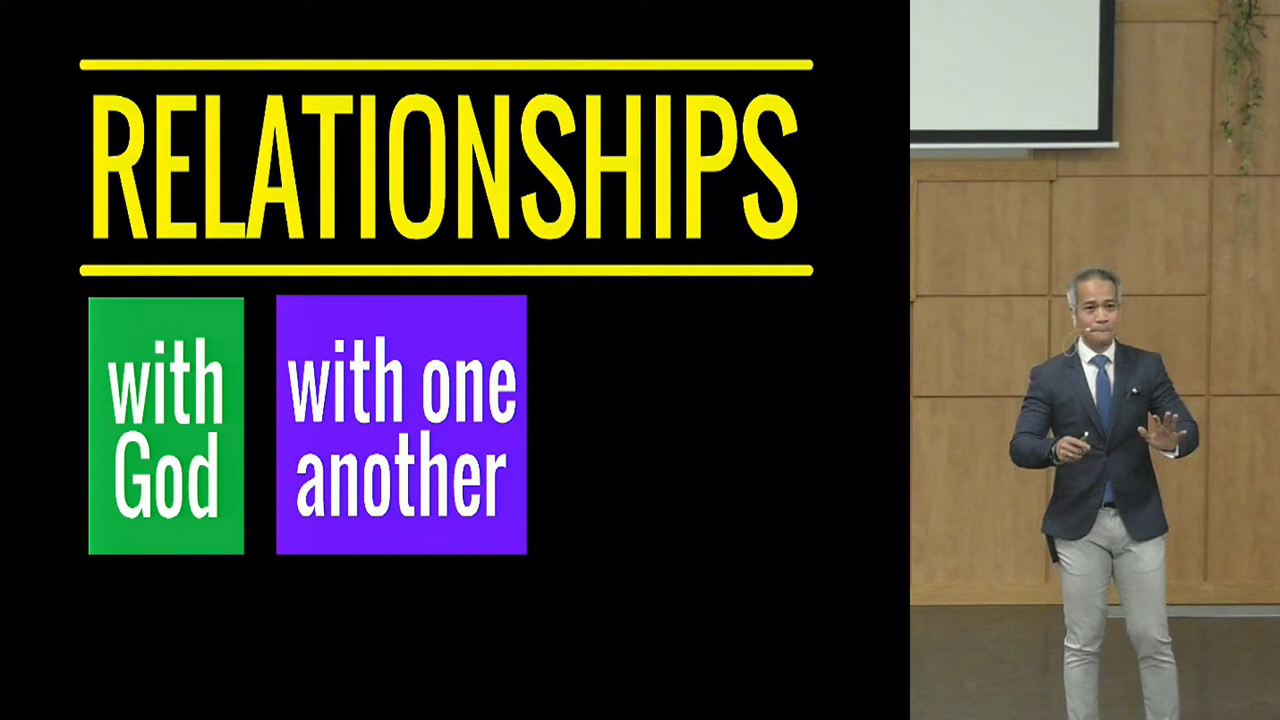 RELATIONSHIPS
with
God
with one
another